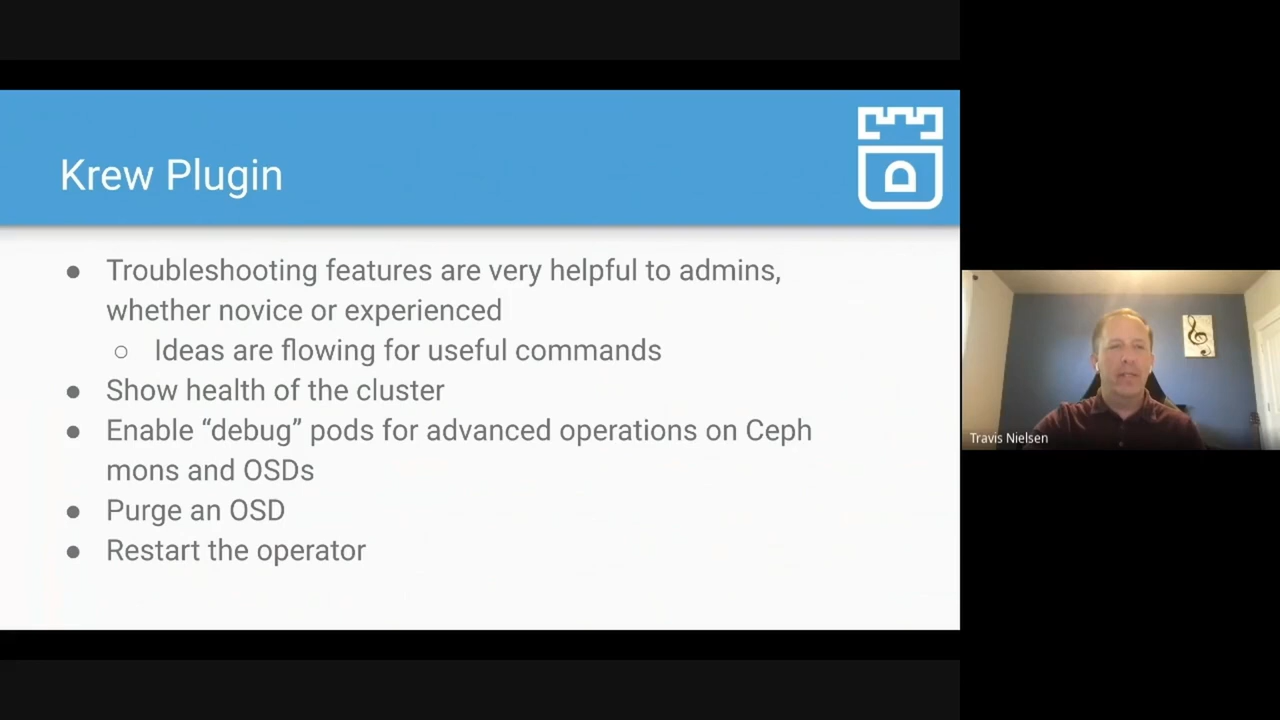 Krew Plugin
● Troubleshooting features are very helpful to admins,
whether novice or experienced
○ Ideas are flowing for useful commands
● Show health of the cluster
● Enable “debug” pods for advanced operations on Ceph
mons and OSDs
● Purge an OSD
● Restart the operator
Travis Nielsen